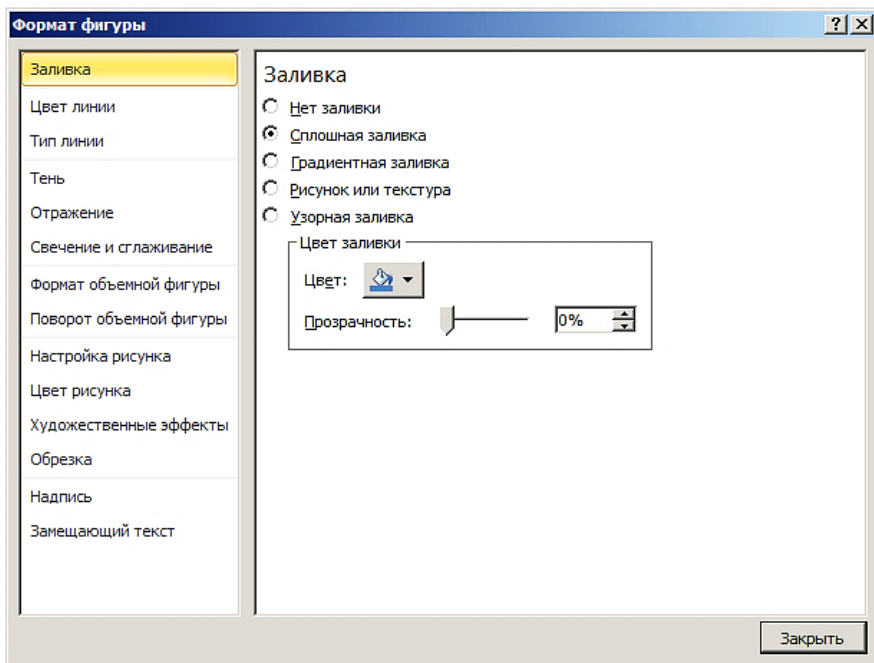 Формат фигуры
Заливка
Цвет линии
Тип линии
Тень
Отражение
Свечение и сглаживание
Формат объемной фигуры
Поворот объемной фигуры
Настройка рисунка
Цвет рисунка
Художественные эффекты
Обрезка
Надпись
Замещающий текст
Заливка
Нет заливки
Сплошная заливка
Градиентная заливка
Рисунок или текстура
Узорная заливка
Цвет заливки
Цвет:
Прозрачность: 0%
Закрыть